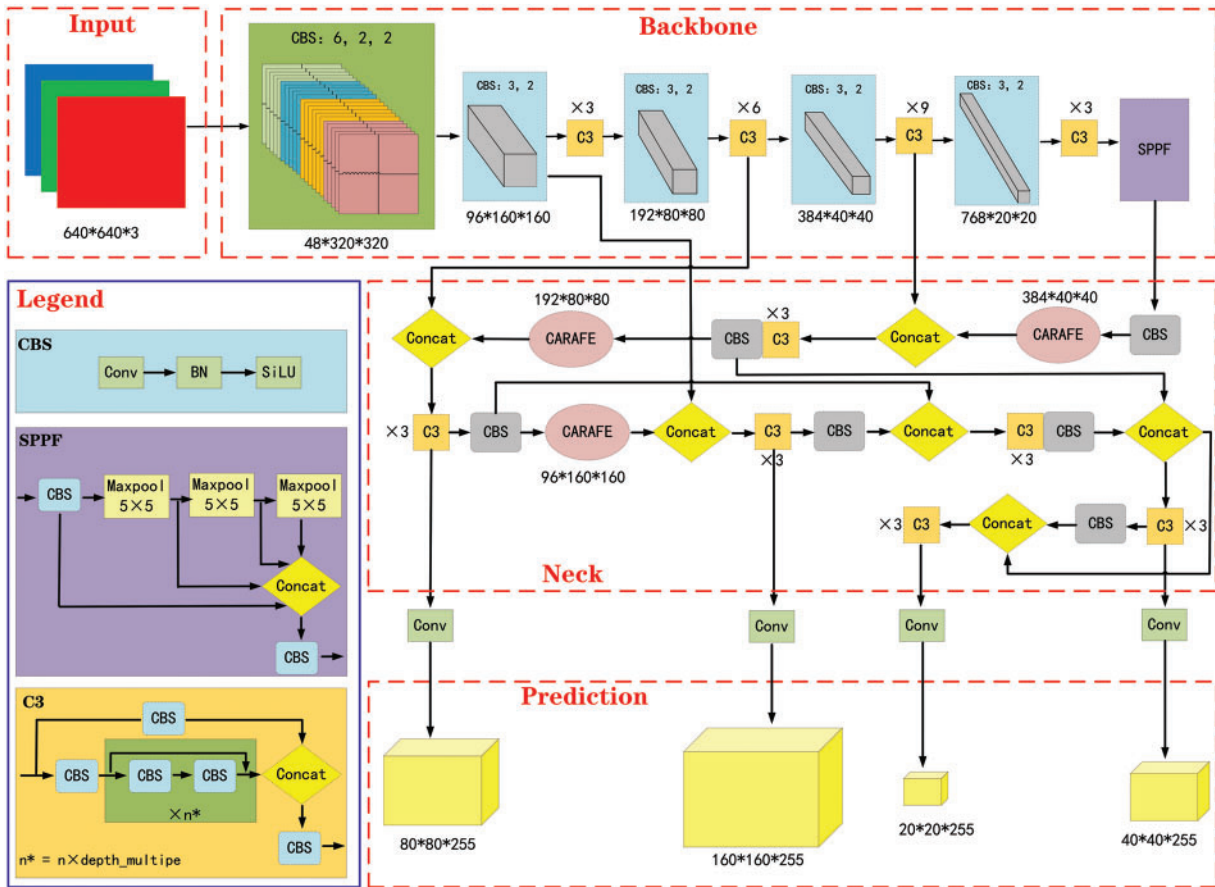 Input
640*640*3
Backbone
CBS: 6, 2, 2
48*320*320
CBS: 3, 2
96*160*160
×3
C3
CBS: 3, 2
192*80*80
×6
C3
CBS: 3, 2
384*40*40
×9
C3
CBS: 3, 2
768*20*20
×3
C3
SPPF
Legend
CBS
Conv
BN
SiLU
SPPF
CBS
Maxpool
5×5
Maxpool
5×5
Maxpool
5×5
Concat
CBS
C3
CBS
CBS
CBS
CBS
Concat
×n*
CBS
n* = n×depth_multipe
192*80*80
×3
384*40*40
Concat
CARAFE
CBS
C3
Concat
CARAFE
CBS
×3
C3
CBS
CARAFE
96*160*160
Concat
C3
×3
CBS
Concat
C3
×3
CBS
Concat
×3
C3
Concat
CBS
C3
×3
Neck
Conv
Conv
Conv
Conv
Prediction
80*80*255
160*160*255
20*20*255
40*40*255